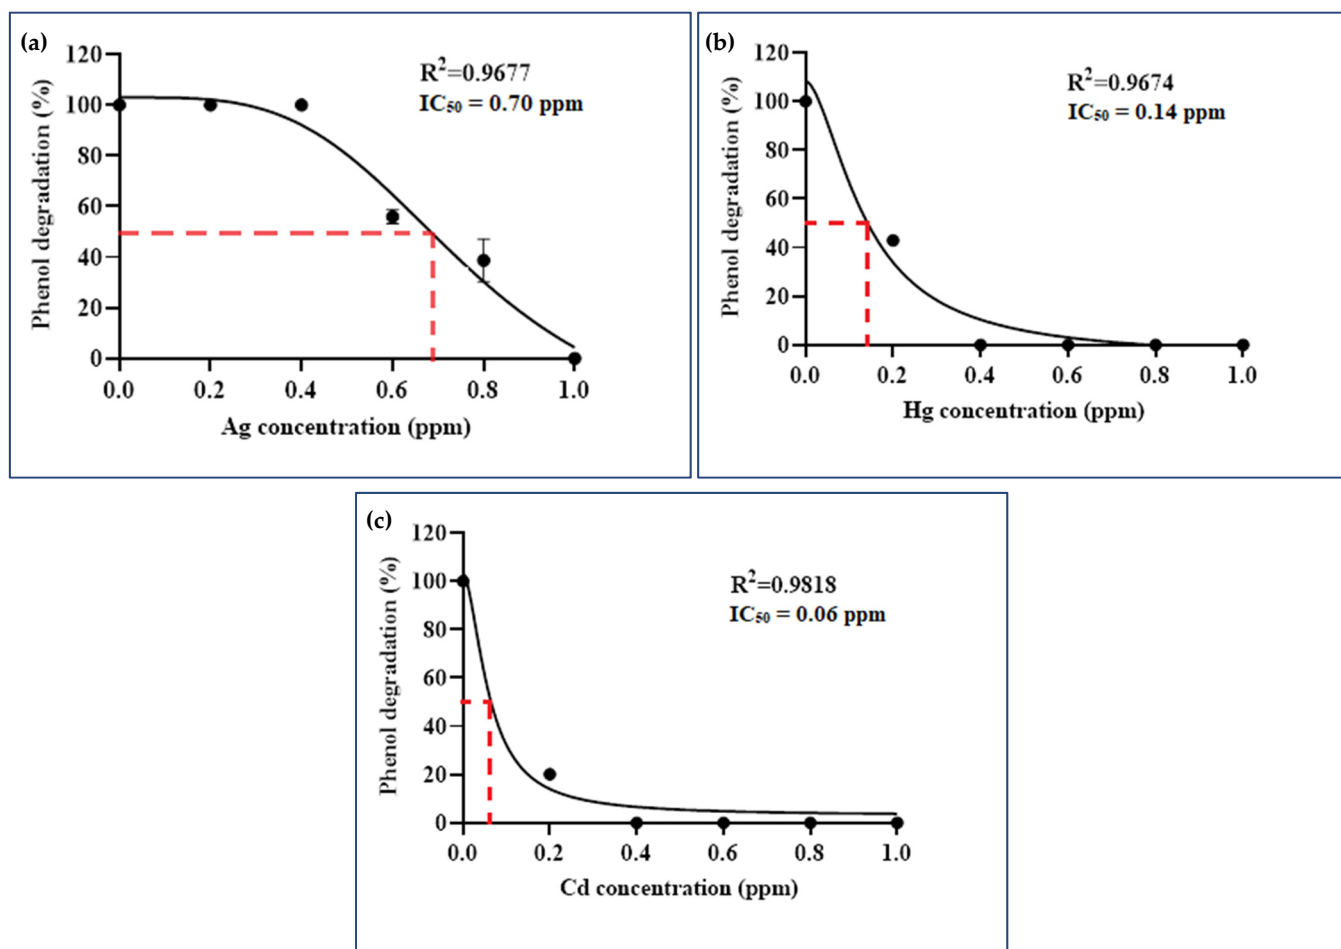 (a)
Phenol degradation (%)
120
100
80
60
40
20
0
0.0 0.2 0.4 0.6 0.8 1.0
Ag concentration (ppm)
R²=0.9677
IC₅₀ = 0.70 ppm
(b)
Phenol degradation (%)
120
100
80
60
40
20
0
0.0 0.2 0.4 0.6 0.8 1.0
Hg concentration (ppm)
R²=0.9674
IC₅₀ = 0.14 ppm
(c)
Phenol degradation (%)
120
100
80
60
40
20
0
0.0 0.2 0.4 0.6 0.8 1.0
Cd concentration (ppm)
R²=0.9818
IC₅₀ = 0.06 ppm